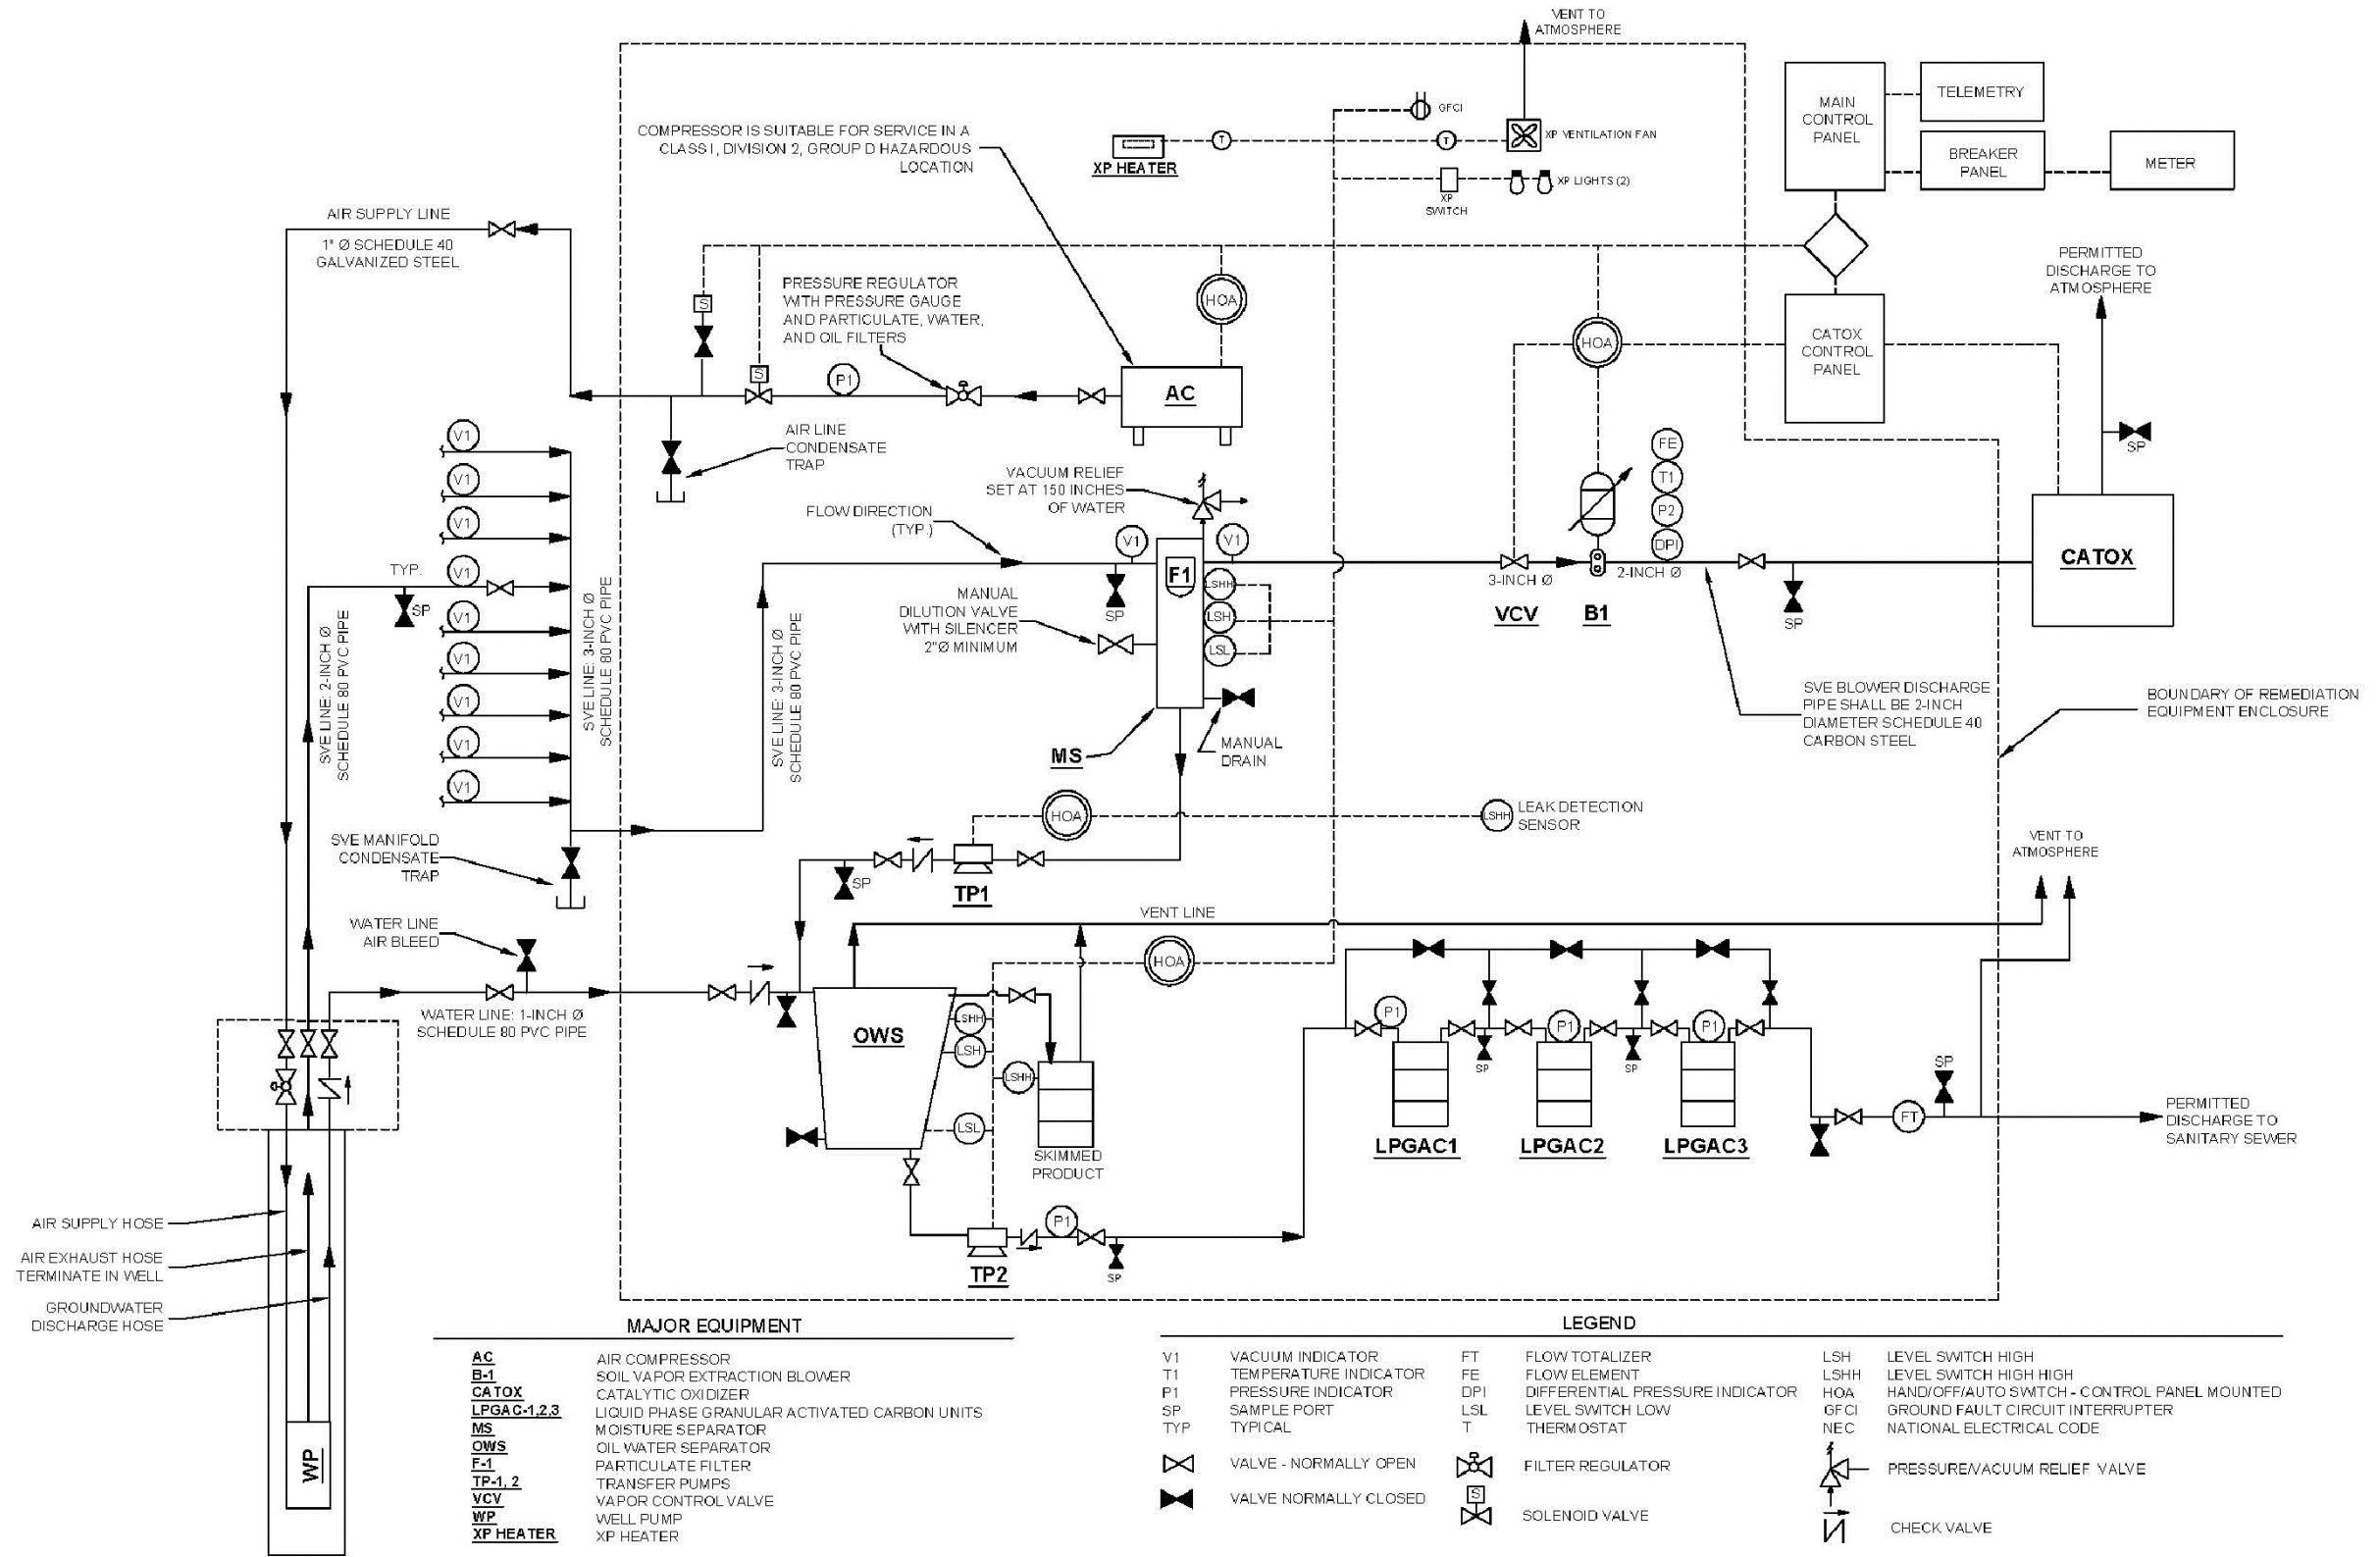 VENT TO
ATMOSPHERE
MAIN
CONTROL
PANEL
TELEMETRY
BREAKER
PANEL
METER
GFCI
COMPRESSOR IS SUITABLE FOR SERVICE IN A
CLASS I, DIVISION 2, GROUP D HAZARDOUS
LOCATION
XP HEATER
T
T
XP VENTILATION FAN
XP
SWITCH
XP LIGHTS (2)
AIR SUPPLY LINE
1" Ø SCHEDULE 40
GALVANIZED STEEL
PRESSURE REGULATOR
WITH PRESSURE GAUGE
AND PARTICULATE, WATER,
AND OIL FILTERS
S
S
P1
HOA
AC
HOA
CATOX
CONTROL
PANEL
PERMITTED
DISCHARGE TO
ATMOSPHERE
SP
AIR LINE
CONDENSATE
TRAP
V1
V1
V1
V1
V1
V1
V1
V1
V1
TYP.
SP
SVE LINE: 2-INCH Ø
SCHEDULE 80 PVC PIPE
SVE LINE: 3-INCH Ø
SCHEDULE 80 PVC PIPE
SVE LINE: 3-INCH Ø
SCHEDULE 80 PVC PIPE
VACUUM RELIEF
SET AT 150 INCHES
OF WATER
FLOW DIRECTION
(TYP.)
V1
V1
F1
SP
LSHH
LSH
LSL
MANUAL
DILUTION VALVE
WITH SILENCER
2"Ø MINIMUM
MS
MANUAL
DRAIN
3-INCH Ø
VCV
B1
2-INCH Ø
FE
T1
P2
DPI
SP
CATOX
SVE BLOWER DISCHARGE
PIPE SHALL BE 2-INCH
DIAMETER SCHEDULE 40
CARBON STEEL
BOUNDARY OF REMEDIATION
EQUIPMENT ENCLOSURE
SVE MANIFOLD
CONDENSATE
TRAP
HOA
LSHH
LEAK DETECTION
SENSOR
SP
TP1
VENT TO
ATMOSPHERE
WATER LINE
AIR BLEED
WATER LINE: 1-INCH Ø
SCHEDULE 80 PVC PIPE
VENT LINE
HOA
OWS
LSHH
LSH
LSL
LSHH
SKIMMED
PRODUCT
TP2
P1
SP
P1
P1
P1
SP
SP
LPGAC1
LPGAC2
LPGAC3
FT
SP
PERMITTED
DISCHARGE TO
SANITARY SEWER
AIR SUPPLY HOSE
AIR EXHAUST HOSE
TERMINATE IN WELL
GROUNDWATER
DISCHARGE HOSE
WP
MAJOR EQUIPMENT
AC AIR COMPRESSOR
B-1 SOIL VAPOR EXTRACTION BLOWER
CATOX CATALYTIC OXIDIZER
LPGAC-1,2,3 LIQUID PHASE GRANULAR ACTIVATED CARBON UNITS
MS MOISTURE SEPARATOR
OWS OIL WATER SEPARATOR
F-1 PARTICULATE FILTER
TP-1, 2 TRANSFER PUMPS
VCV VAPOR CONTROL VALVE
WP WELL PUMP
XP HEATER XP HEATER
LEGEND
V1 VACUUM INDICATOR FT FLOW TOTALIZER LSH LEVEL SWITCH HIGH
T1 TEMPERATURE INDICATOR FE FLOW ELEMENT LSHH LEVEL SWITCH HIGH HIGH
P1 PRESSURE INDICATOR DPI DIFFERENTIAL PRESSURE INDICATOR HOA HAND/OFF/AUTO SWITCH - CONTROL PANEL MOUNTED
SP SAMPLE PORT LSL LEVEL SWITCH LOW GFCI GROUND FAULT CIRCUIT INTERRUPTER
TYP TYPICAL T THERMOSTAT NEC NATIONAL ELECTRICAL CODE
VALVE - NORMALLY OPEN FILTER REGULATOR PRESSURE/VACUUM RELIEF VALVE
VALVE NORMALLY CLOSED S SOLENOID VALVE CHECK VALVE